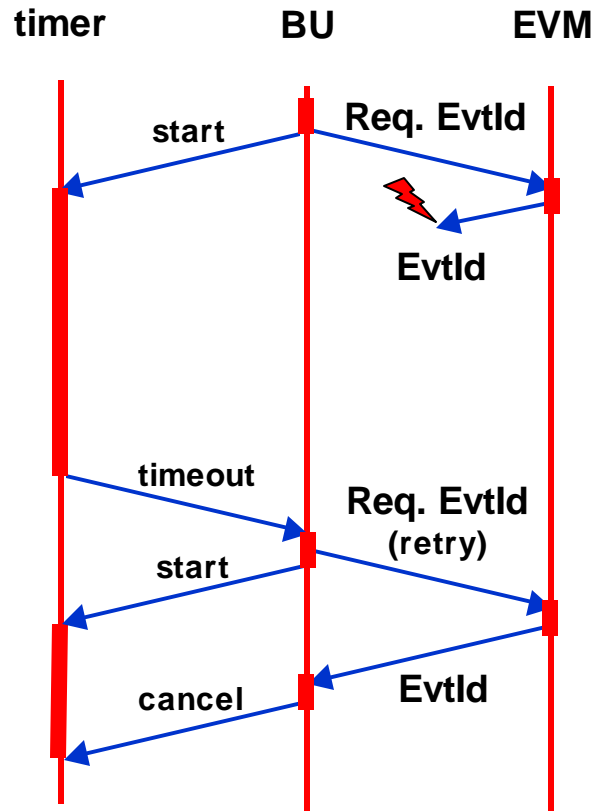 timer BU EVM
start Req. EvtId
EvtId
timeout
Req. EvtId
(retry)
start
EvtId
cancel